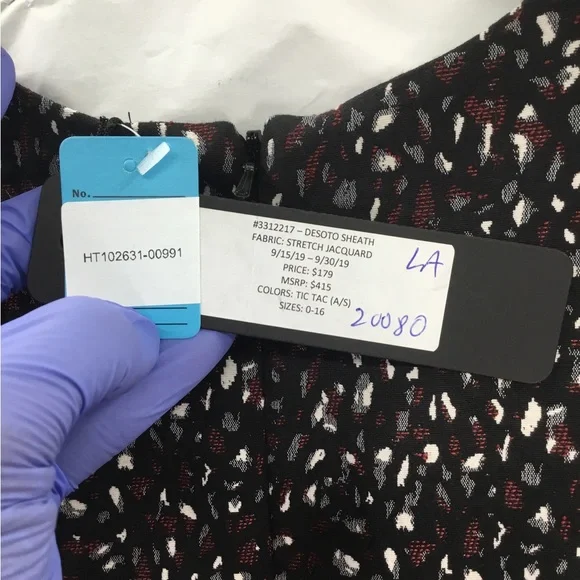 No.
HT102631-00991
#3312217 – DESOTO SHEATH
FABRIC: STRETCH JACQUARD
9/15/19 – 9/30/19
PRICE: $179
MSRP: $415
COLORS: TIC TAC (A/S)
SIZES: 0-16
LA
20080